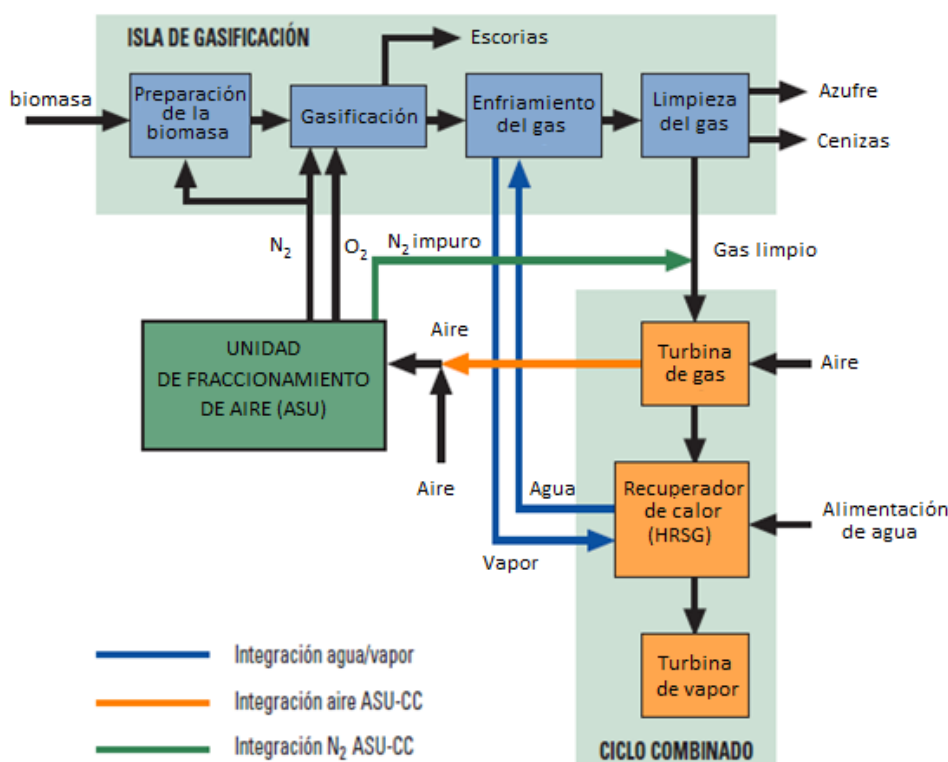 ISLA DE GASIFICACIÓN
Escorias
biomasa
Preparación
de la
biomasa
Gasificación
Enfriamiento
del gas
Limpieza
del gas
Azufre
Cenizas
N2
O2
N2 impuro
Gas limpio
UNIDAD
DE FRACCIONAMIENTO
DE AIRE (ASU)
Aire
Turbina
de gas
Aire
Aire
Agua
Vapor
Recuperador
de calor
(HRSG)
Alimentación
de agua
Turbina
de vapor
Integración agua/vapor
Integración aire ASU-CC
Integración N2 ASU-CC
CICLO COMBINADO